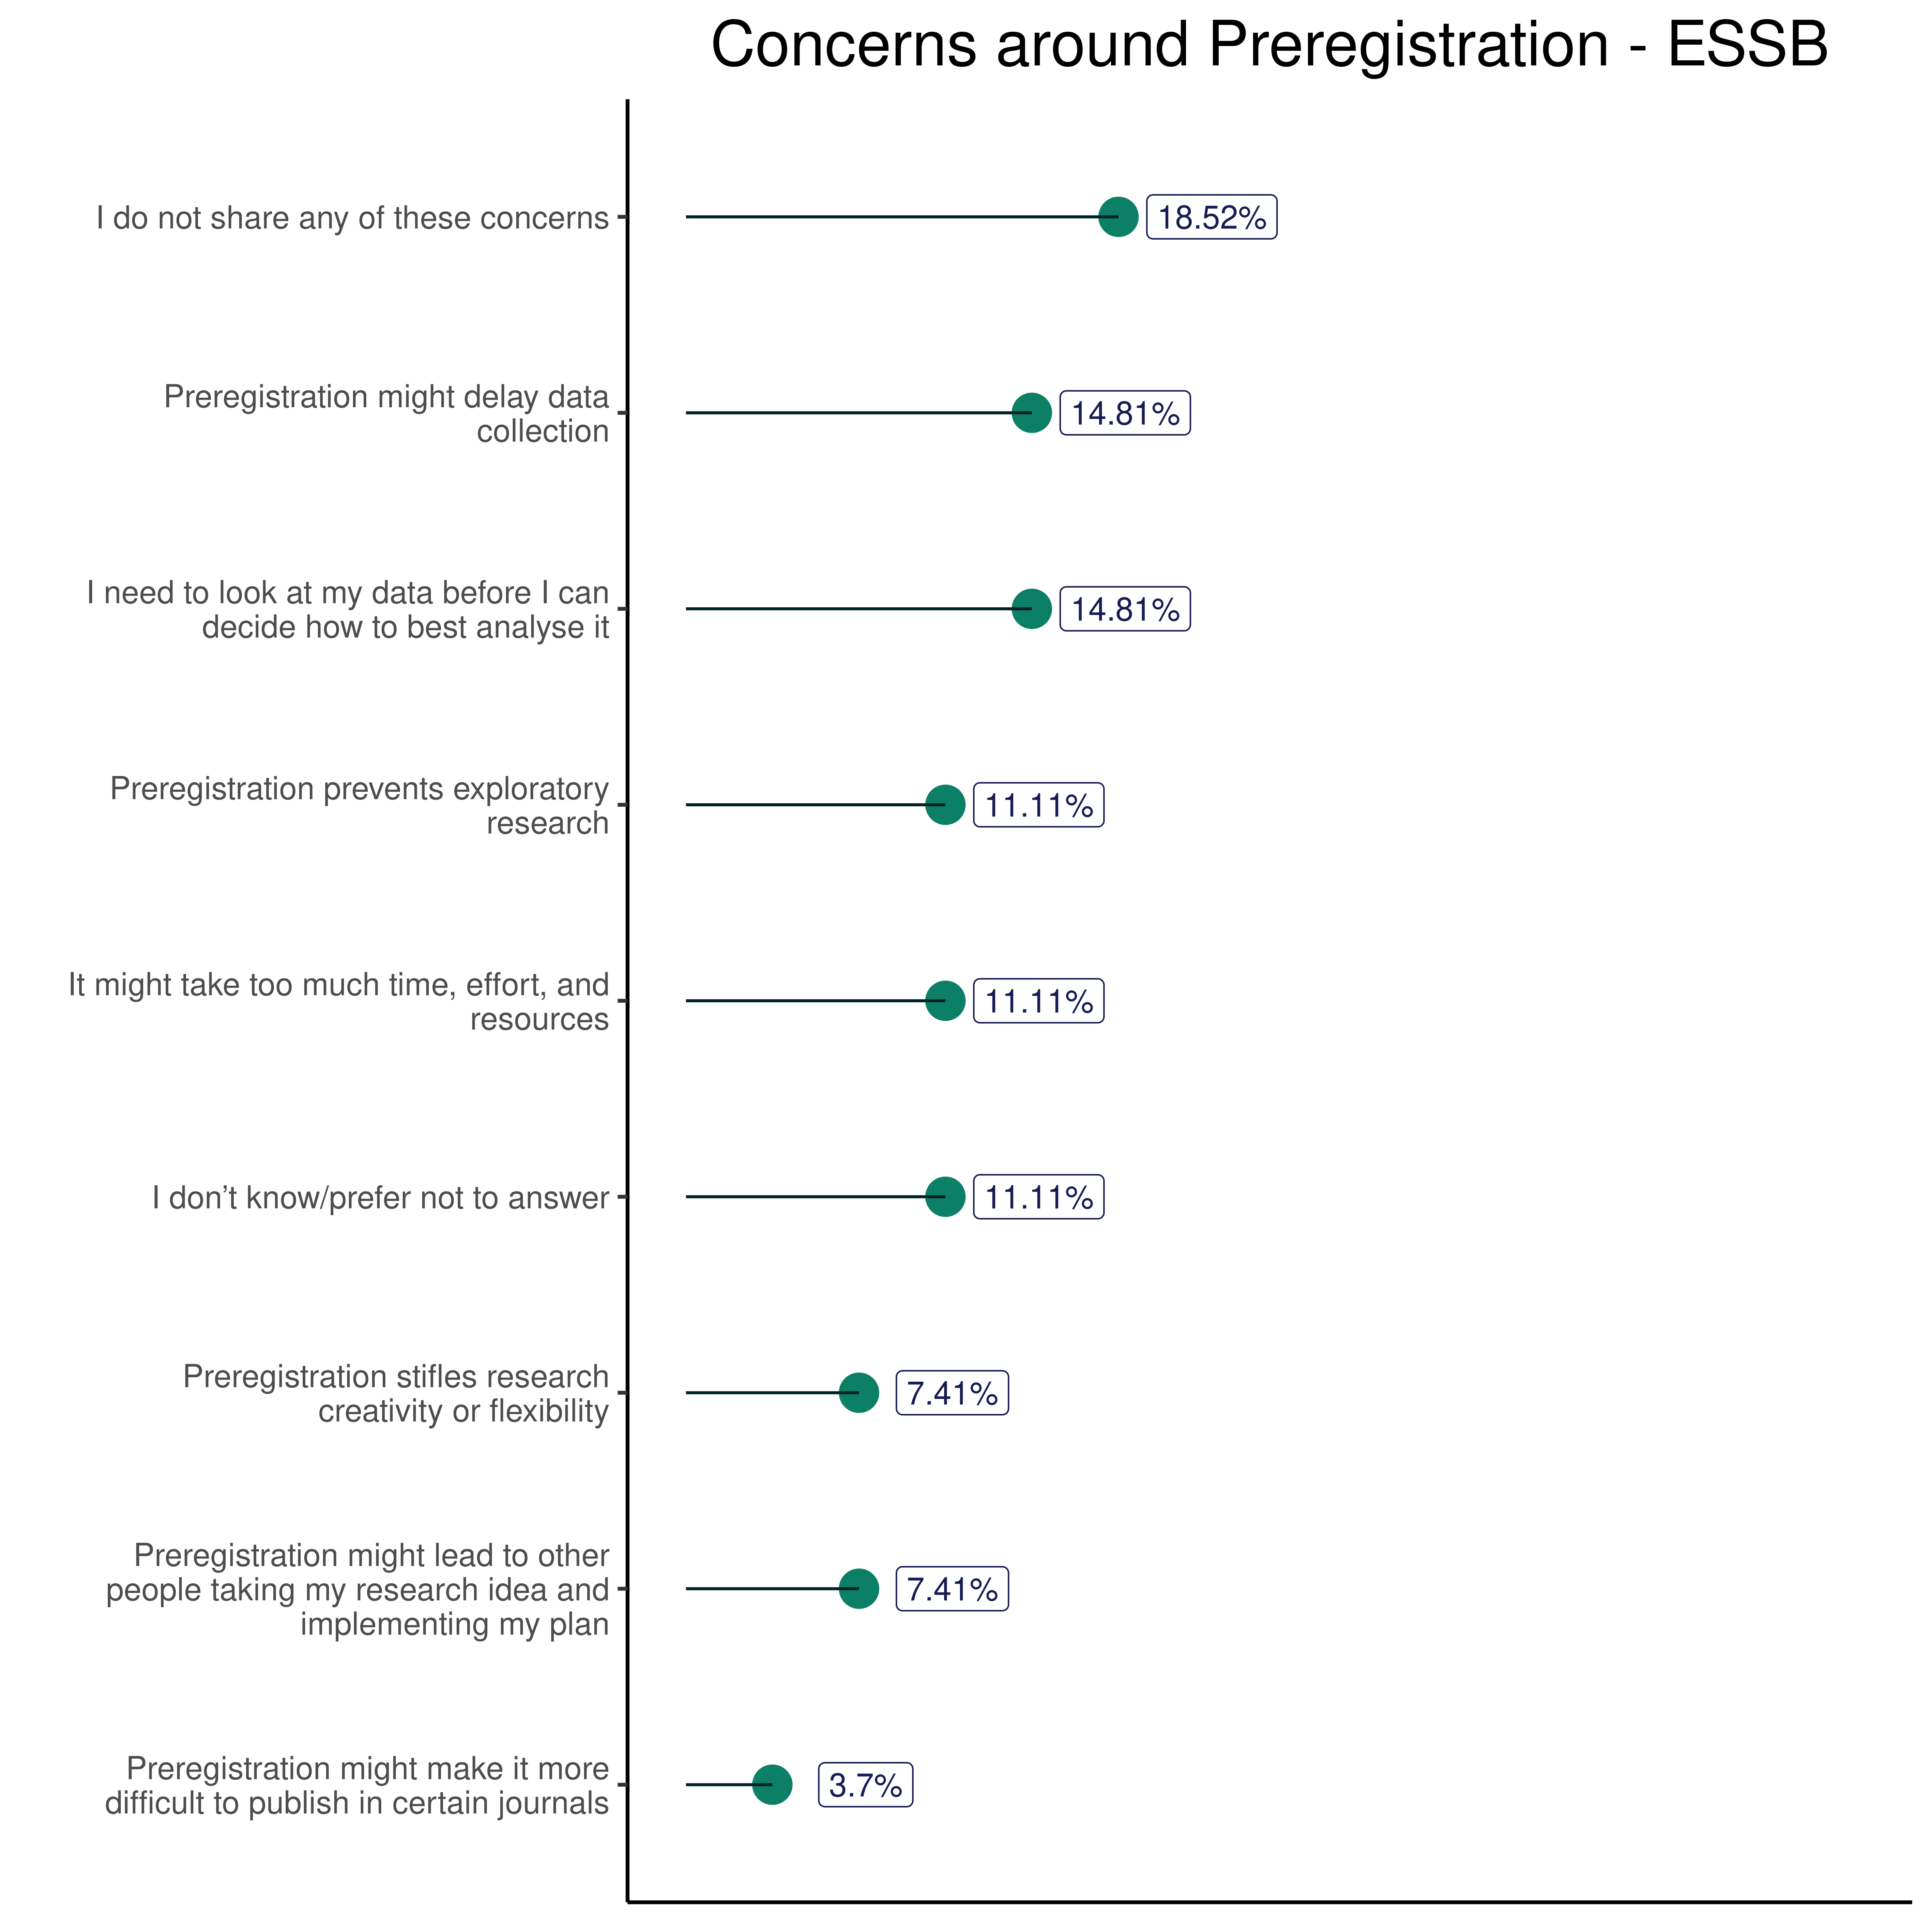 Concerns around Preregistration - ESSB
I do not share any of these concerns
18.52%
Preregistration might delay data
collection
14.81%
I need to look at my data before I can
decide how to best analyse it
14.81%
Preregistration prevents exploratory
research
11.11%
It might take too much time, effort, and
resources
11.11%
I don’t know/prefer not to answer
11.11%
Preregistration stifles research
creativity or flexibility
7.41%
Preregistration might lead to other
people taking my research idea and
implementing my plan
7.41%
Preregistration might make it more
difficult to publish in certain journals
3.7%